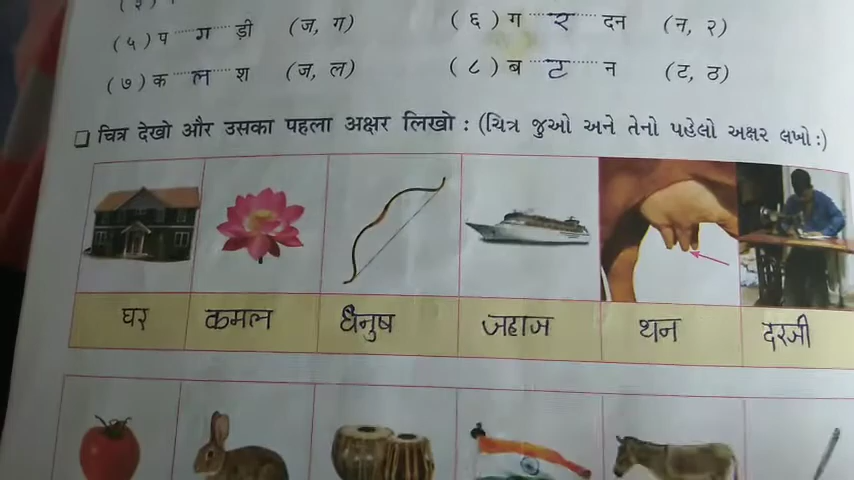 (५) प ग ड़ी (ज, ग) (६) ग र दन (न, र)
(७) क ल श (ज, ल) (८) ब ट न (ट, ठ)
चित्र देखो और उसका पहला अक्षर लिखो : (ચિત્ર જુઓ અને તેનો પહેલો અક્ષર લખો :)
घर कमल धनुष जहाज थन दरजी